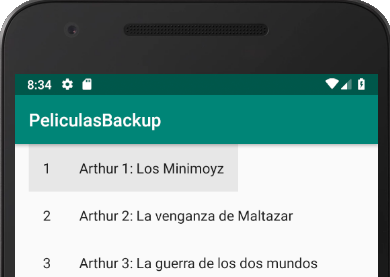 8:34
PeliculasBackup
1 Arthur 1: Los Minimoyz
2 Arthur 2: La venganza de Maltazar
3 Arthur 3: La guerra de los dos mundos